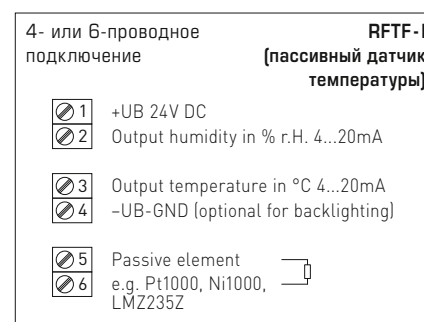 4- или 6-проводное
подключение
RFTF-I
(пассивный датчик
температуры)
1 +UB 24V DC
2 Output humidity in % r.H. 4...20mA
3 Output temperature in °C 4...20mA
4 –UB-GND (optional for backlighting)
5 Passive element
6 e.g. Pt1000, Ni1000,
LMZ235Z